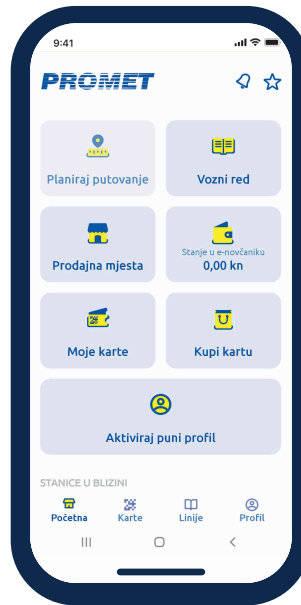 9:41
PROMET
Planiraj putovanje
Vozni red
Prodajna mjesta
Stanje u e-novčaniku
0,00 kn
Moje karte
Kupi kartu
Aktiviraj puni profil
STANICE U BLIZINI
Početna
Karte
Linije
Profil